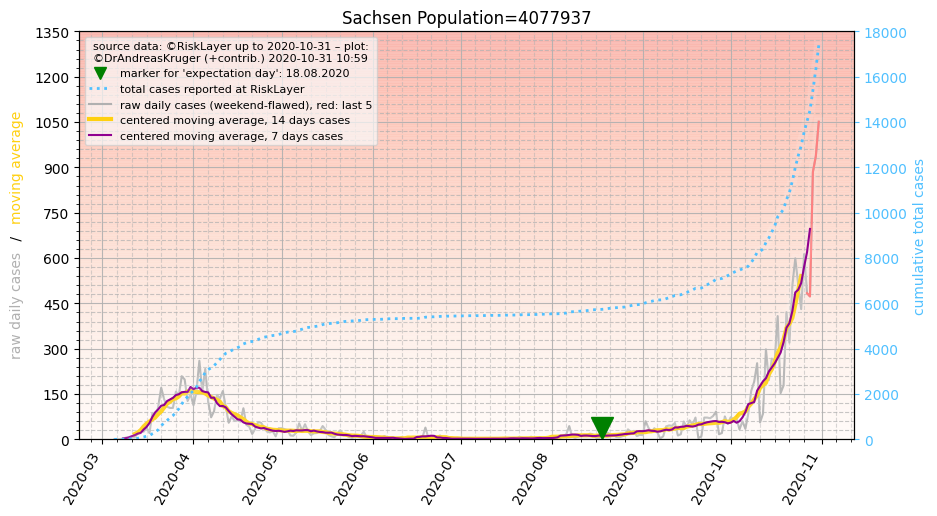 Sachsen Population=4077937
source data: ©RiskLayer up to 2020-10-31 – plot:
©DrAndreasKruger (+contrib.) 2020-10-31 10:59
marker for 'expectation day': 18.08.2020
total cases reported at RiskLayer
raw daily cases (weekend-flawed), red: last 5
centered moving average, 14 days cases
centered moving average, 7 days cases
raw daily cases / moving average
1350
1200
1050
900
750
600
450
300
150
0
18000
16000
14000
12000
10000
8000
6000
4000
2000
0
cumulative total cases
2020-03
2020-04
2020-05
2020-06
2020-07
2020-08
2020-09
2020-10
2020-11